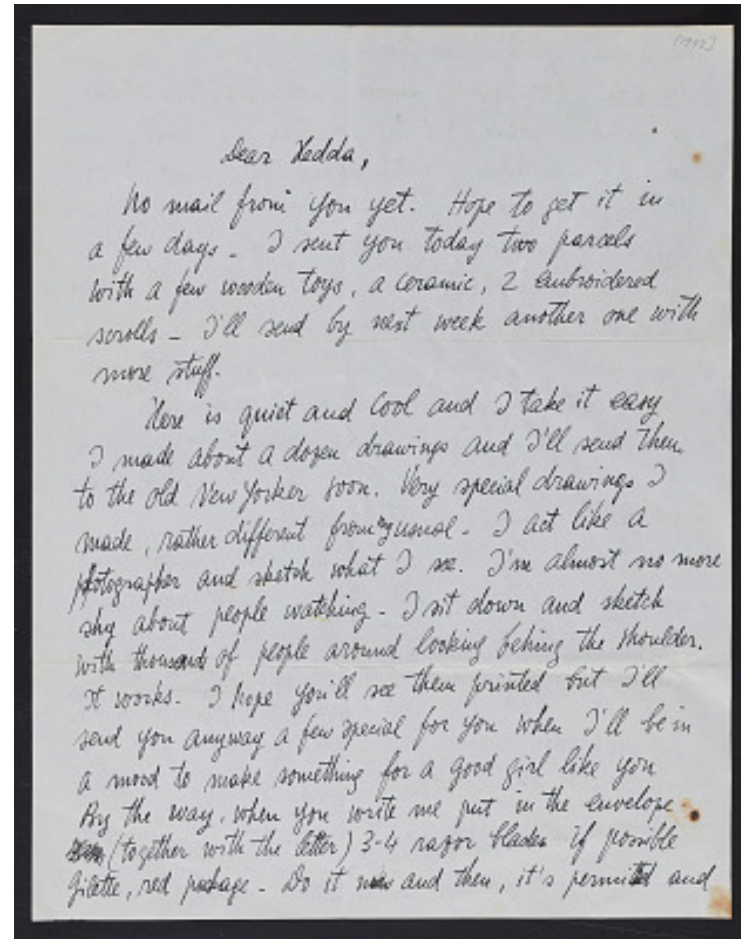 [1943]
Dear Hedda,
No mail from you yet. Hope to get it in
a few days - I sent you today two parcels
with a few wooden toys, a ceramic, 2 embroidered
scrolls - I'll send by next week another one with
more stuff.
Here is quiet and cool and I take it easy
I made about a dozen drawings and I'll send them
to the old New Yorker soon. Very special drawings I
made, rather different from my usual - I act like a
photographer and sketch what I see. I'm almost no more
shy about people watching - I sit down and sketch
with thousands of people around looking behing the shoulder.
It works. I hope you'll see them printed but I'll
send you anyway a few special for you when I'll be in
a mood to make something for a good girl like you
By the way, when you write me put in the envelope
(together with the letter) 3-4 razor blades if possible
Gilette, red package - Do it now and then, it's permitted and